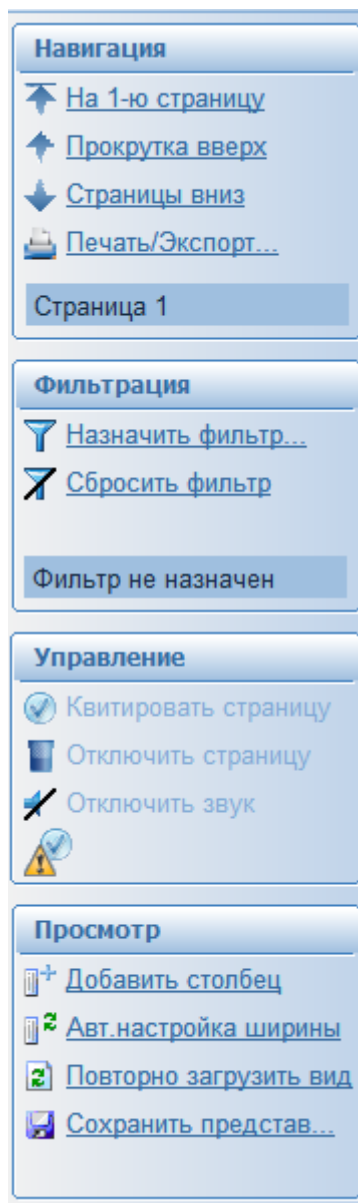 Навигация
На 1-ю страницу
Прокрутка вверх
Страницы вниз
Печать/Экспорт...
Страница 1
Фильтрация
Назначить фильтр...
Сбросить фильтр
Фильтр не назначен
Управление
Квитировать страницу
Отключить страницу
Отключить звук
Просмотр
Добавить столбец
Авт.настройка ширины
Повторно загрузить вид
Сохранить представ...